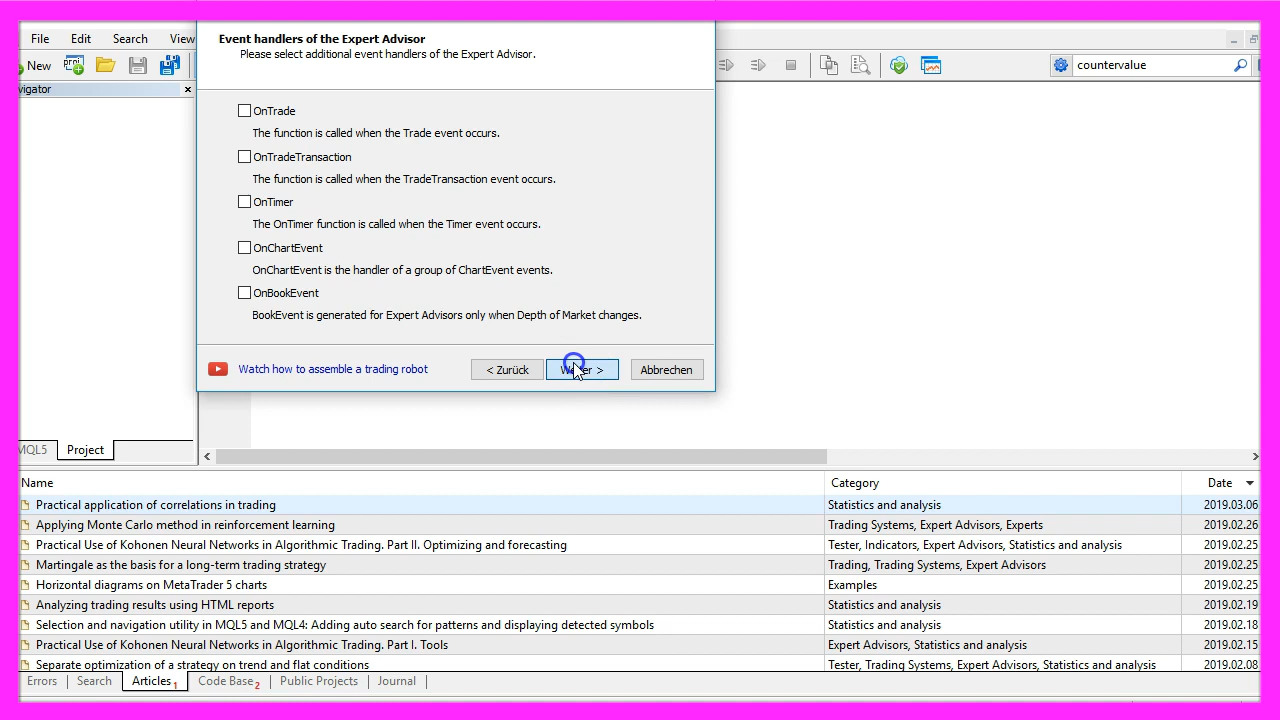 File Edit Search View
New
countervalue
vigator
Event handlers of the Expert Advisor
Please select additional event handlers of the Expert Advisor.
OnTrade
The function is called when the Trade event occurs.
OnTradeTransaction
The function is called when the TradeTransaction event occurs.
OnTimer
The OnTimer function is called when the Timer event occurs.
OnChartEvent
OnChartEvent is the handler of a group of ChartEvent events.
OnBookEvent
BookEvent is generated for Expert Advisors only when Depth of Market changes.
Watch how to assemble a trading robot
< Zurück
>
Abbrechen
MQL5 Project
Name Category Date
Practical application of correlations in trading Statistics and analysis 2019.03.06
Applying Monte Carlo method in reinforcement learning Trading Systems, Expert Advisors, Experts 2019.02.26
Practical Use of Kohonen Neural Networks in Algorithmic Trading. Part II. Optimizing and forecasting Tester, Indicators, Expert Advisors, Statistics and analysis 2019.02.25
Martingale as the basis for a long-term trading strategy Trading, Trading Systems, Expert Advisors 2019.02.25
Horizontal diagrams on MetaTrader 5 charts Examples 2019.02.25
Analyzing trading results using HTML reports Statistics and analysis 2019.02.19
Selection and navigation utility in MQL5 and MQL4: Adding auto search for patterns and displaying detected symbols Statistics and analysis 2019.02.18
Practical Use of Kohonen Neural Networks in Algorithmic Trading. Part I. Tools Expert Advisors, Statistics and analysis 2019.02.15
Separate optimization of a strategy on trend and flat conditions Tester, Trading Systems, Expert Advisors, Statistics and analysis 2019.02.08
Errors Search Articles 1 Code Base 2 Public Projects Journal